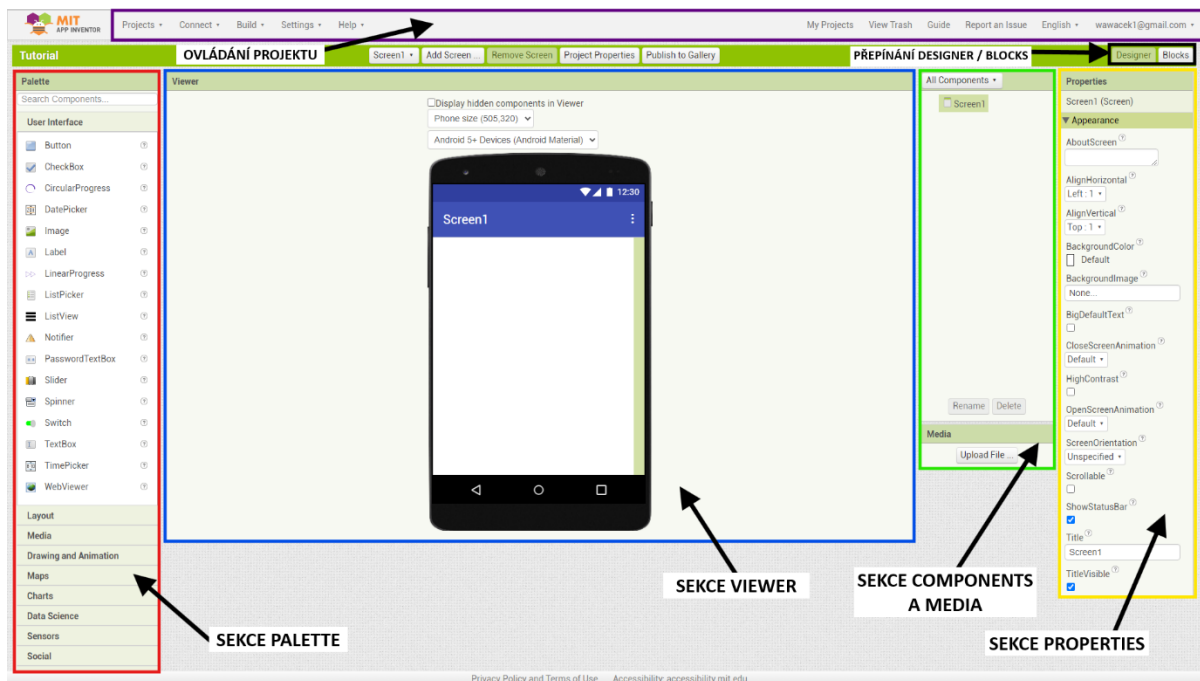 MIT
APP INVENTOR
Projects Connect Build Settings Help
My Projects View Trash Guide Report an Issue English wawacek1@gmail.com
Tutorial
OVLÁDÁNÍ PROJEKTU
Screen1 Add Screen ... Remove Screen Project Properties Publish to Gallery
PŘEPÍNÁNÍ DESIGNER / BLOCKS
Designer Blocks
Palette
Search Components...
User Interface
Button
CheckBox
CircularProgress
DatePicker
Image
Label
LinearProgress
ListPicker
ListView
Notifier
PasswordTextBox
Slider
Spinner
Switch
TextBox
TimePicker
WebViewer
Layout
Media
Drawing and Animation
Maps
Charts
Data Science
Sensors
Social
SEKCE PALETTE
Viewer
Display hidden components in Viewer
Phone size (505,320)
Android 5+ Devices (Android Material)
12:30
Screen1
SEKCE VIEWER
All Components
Screen1
Rename Delete
Media
Upload File ...
SEKCE COMPONENTS
A MEDIA
Properties
Screen1 (Screen)
Appearance
AboutScreen
AlignHorizontal
Left : 1
AlignVertical
Top : 1
BackgroundColor
Default
BackgroundImage
None...
BigDefaultText
CloseScreenAnimation
Default
HighContrast
OpenScreenAnimation
Default
ScreenOrientation
Unspecified
Scrollable
ShowStatusBar
Title
Screen1
TitleVisible
SEKCE PROPERTIES
Privacy Policy and Terms of Use Accessibility: accessibility.mit.edu